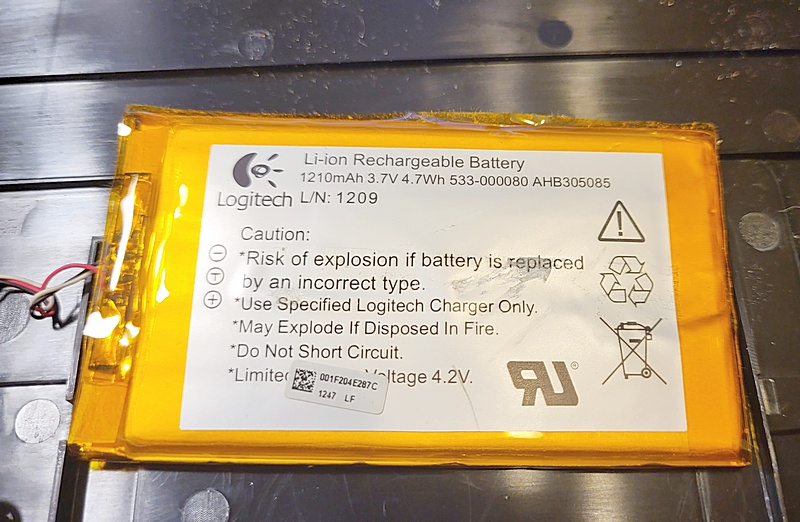 Li-ion Rechargeable Battery
1210mAh 3.7V 4.7Wh 533-000080 AHB305085
Logitech L/N: 1209
Caution:
*Risk of explosion if battery is replaced
by an incorrect type.
*Use Specified Logitech Charger Only.
*May Explode If Disposed In Fire.
*Do Not Short Circuit.
*Limited Voltage 4.2V.
001F204E287C
1247 LF
- T +
RU®